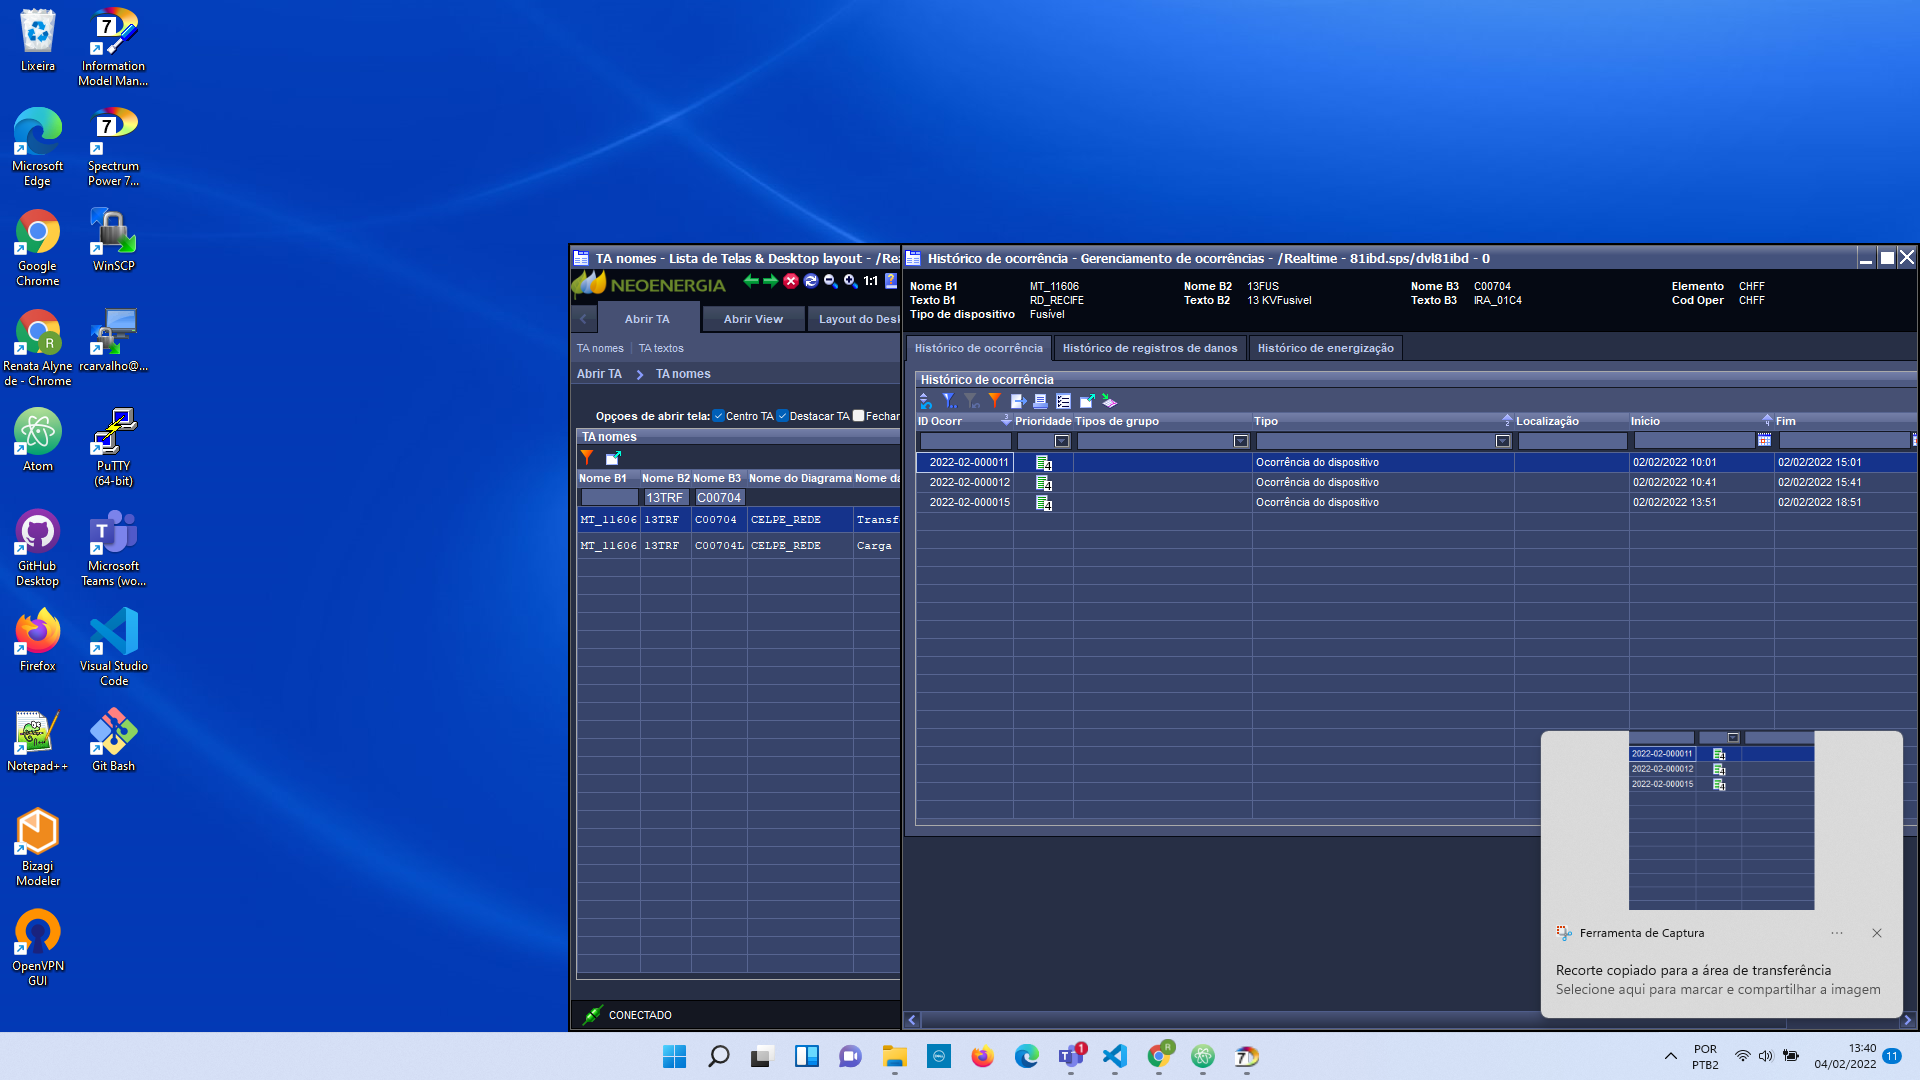 Lixeira
Information
Model Man...
Microsoft
Edge
Spectrum
Power 7...
Google
Chrome
WinSCP
Renata Alyne
de - Chrome
rcarvalho@...
Atom
PuTTY
(64-bit)
GitHub
Desktop
Microsoft
Teams (wo...
Firefox
Visual Studio
Code
Notepad++
Git Bash
Bizagi
Modeler
OpenVPN
GUI
TA nomes - Lista de Telas & Desktop layout - /Rea
NEOENERGIA
1:1
Abrir TA
Abrir View
Layout do Desk
TA nomes
TA textos
Abrir TA
TA nomes
Opçoes de abrir tela:
Centro TA
Destacar TA
Fechar
TA nomes
Nome B1 Nome B2 Nome B3 Nome do Diagrama Nome da
13TRF C00704
MT_11606 13TRF C00704 CELPE_REDE Transf
MT_11606 13TRF C00704L CELPE_REDE Carga
CONECTADO
Histórico de ocorrência - Gerenciamento de ocorrências - /Realtime - 81ibd.sps/dvl81ibd - 0
Nome B1 MT_11606 Nome B2 13FUS Nome B3 C00704 Elemento CHFF
Texto B1 RD_RECIFE Texto B2 13 KVFusivel Texto B3 IRA_01C4 Cod Oper CHFF
Tipo de dispositivo Fusível
Histórico de ocorrência
Histórico de registros de danos
Histórico de energização
Histórico de ocorrência
ID Ocorr 3 Prioridade Tipos de grupo Tipo 2 Localização Início 4 Fim
2022-02-000011 4 Ocorrência do dispositivo 02/02/2022 10:01 02/02/2022 15:01
2022-02-000012 4 Ocorrência do dispositivo 02/02/2022 10:41 02/02/2022 15:41
2022-02-000015 4 Ocorrência do dispositivo 02/02/2022 13:51 02/02/2022 18:51
2022-02-000011 4
2022-02-000012 4
2022-02-000015 4
Ferramenta de Captura
Recorte copiado para a área de transferência
Selecione aqui para marcar e compartilhar a imagem
POR
PTB2
13:40
04/02/2022
11